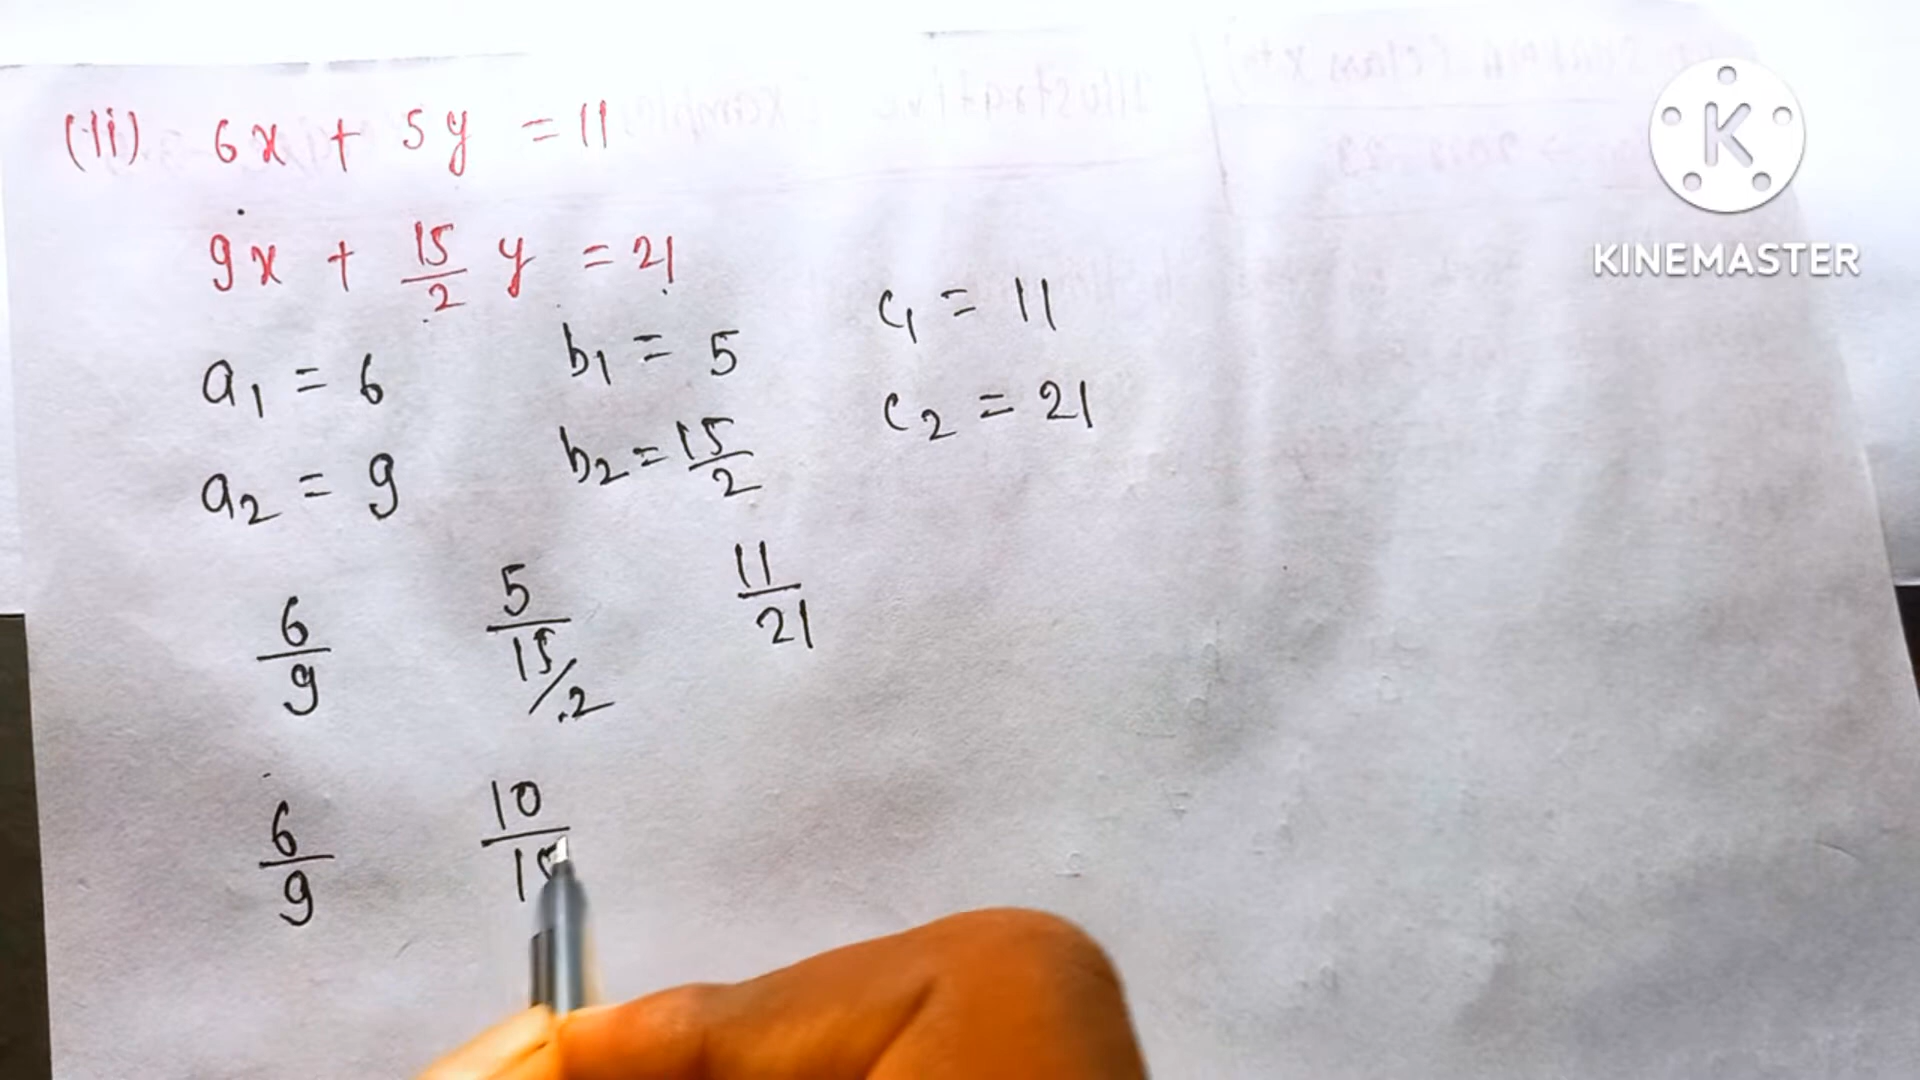 (ii) 6x + 5y = 11
9x + 15/2 y = 21
a1 = 6 b1 = 5 c1 = 11
a2 = 9 b2 = 15/2 c2 = 21
6/9 5/15/2 11/21
6/9 10/15
KINEMASTER